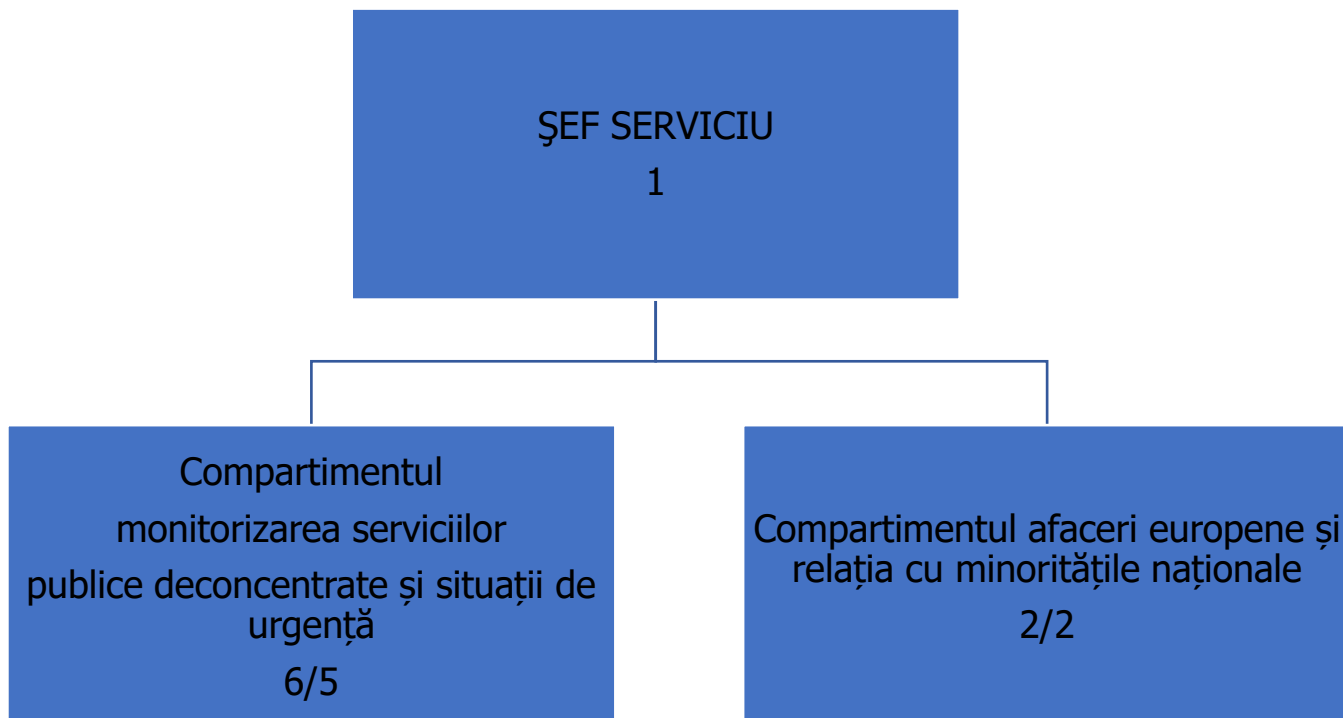 ŞEF SERVICIU
1
Compartimentul
monitorizarea serviciilor
publice deconcentrate și situații de
urgență
6/5
Compartimentul afaceri europene și
relația cu minoritățile naționale
2/2